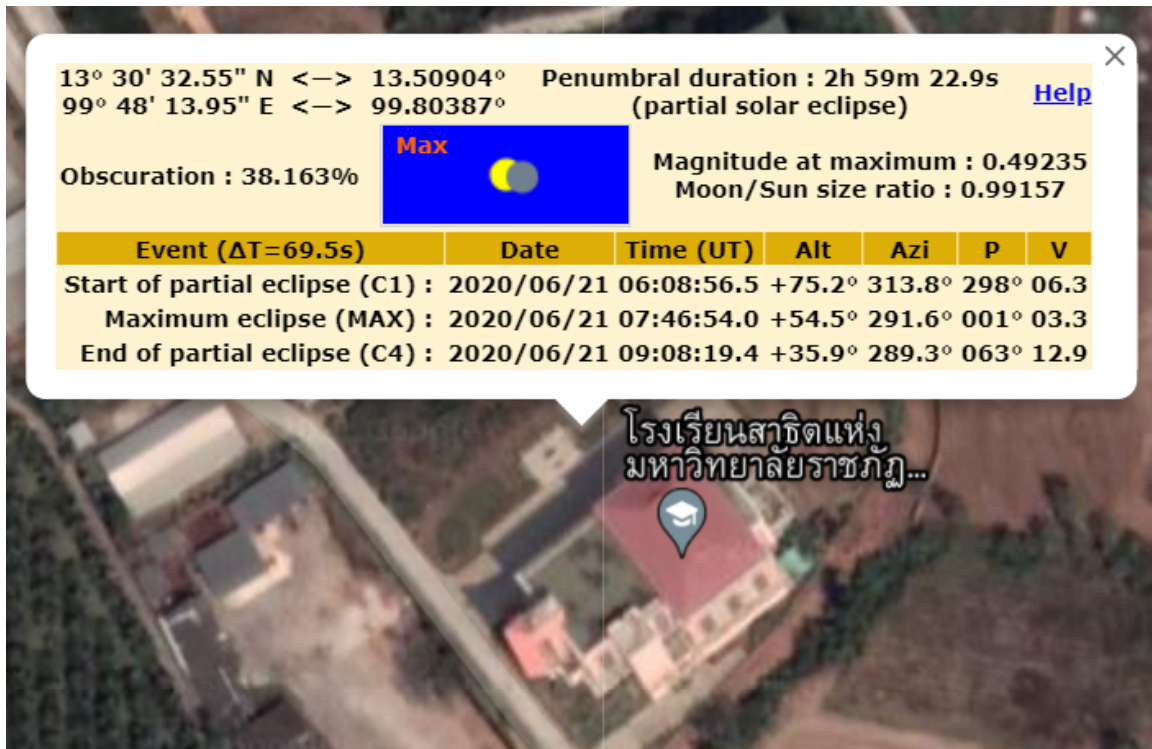 13° 30' 32.55" N <—> 13.50904° Penumbral duration : 2h 59m 22.9s
99° 48' 13.95" E <—> 99.80387° (partial solar eclipse)
Help
Max
Obscuration : 38.163%
Magnitude at maximum : 0.49235
Moon/Sun size ratio : 0.99157
Event (ΔT=69.5s) Date Time (UT) Alt Azi P V
Start of partial eclipse (C1) : 2020/06/21 06:08:56.5 +75.2° 313.8° 298° 06.3
Maximum eclipse (MAX) : 2020/06/21 07:46:54.0 +54.5° 291.6° 001° 03.3
End of partial eclipse (C4) : 2020/06/21 09:08:19.4 +35.9° 289.3° 063° 12.9
โรงเรียนสาธิตแห่ง
มหาวิทยาลัยราชภัฏ...